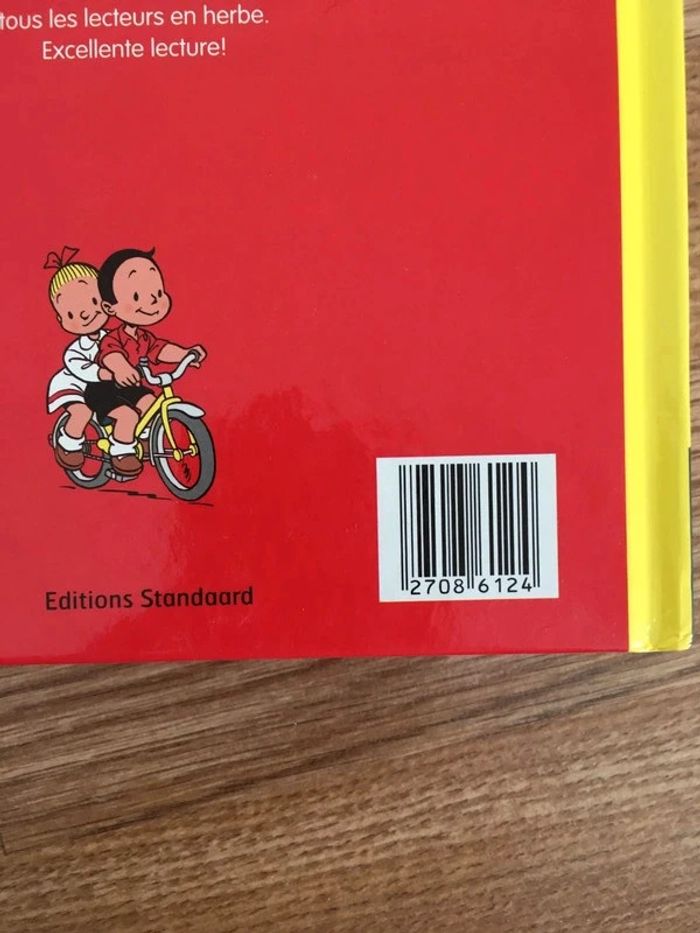 tous les lecteurs en herbe.
Excellente lecture!
Editions Standaard
2708 6124